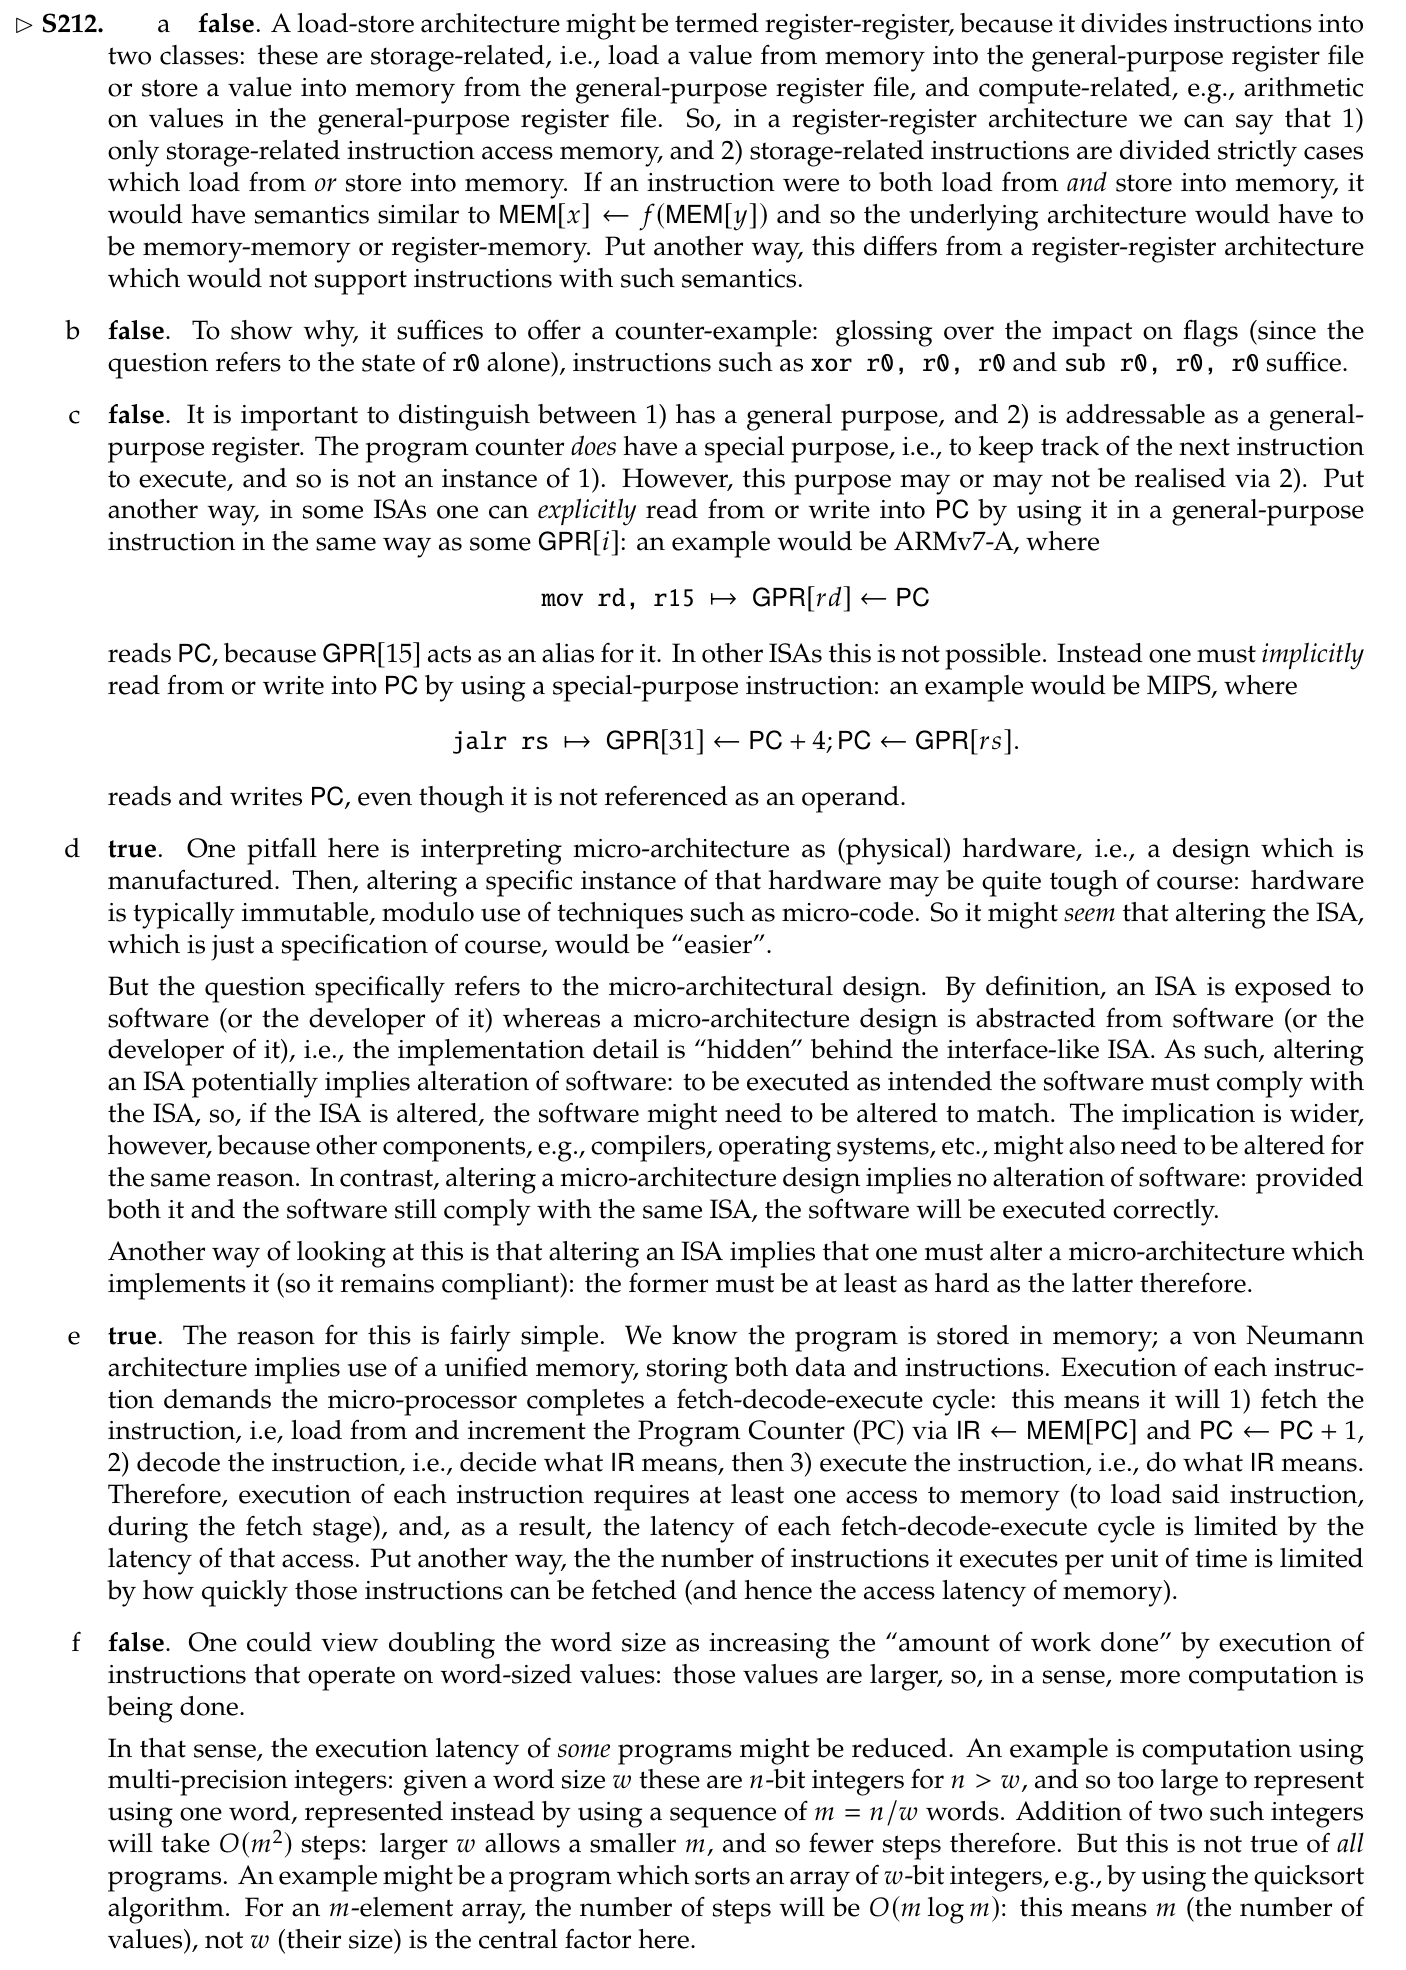 ▷ S212. a false. A load-store architecture might be termed register-register, because it divides instructions into
two classes: these are storage-related, i.e., load a value from memory into the general-purpose register file
or store a value into memory from the general-purpose register file, and compute-related, e.g., arithmetic
on values in the general-purpose register file. So, in a register-register architecture we can say that 1)
only storage-related instruction access memory, and 2) storage-related instructions are divided strictly cases
which load from or store into memory. If an instruction were to both load from and store into memory, it
would have semantics similar to MEM[x] ← f(MEM[y]) and so the underlying architecture would have to
be memory-memory or register-memory. Put another way, this differs from a register-register architecture
which would not support instructions with such semantics.
b false. To show why, it suffices to offer a counter-example: glossing over the impact on flags (since the
question refers to the state of r0 alone), instructions such as xor r0, r0, r0 and sub r0, r0, r0 suffice.
c false. It is important to distinguish between 1) has a general purpose, and 2) is addressable as a general-
purpose register. The program counter does have a special purpose, i.e., to keep track of the next instruction
to execute, and so is not an instance of 1). However, this purpose may or may not be realised via 2). Put
another way, in some ISAs one can explicitly read from or write into PC by using it in a general-purpose
instruction in the same way as some GPR[i]: an example would be ARMv7-A, where
mov rd, r15 ↦ GPR[rd] ← PC
reads PC, because GPR[15] acts as an alias for it. In other ISAs this is not possible. Instead one must implicitly
read from or write into PC by using a special-purpose instruction: an example would be MIPS, where
jalr rs ↦ GPR[31] ← PC + 4; PC ← GPR[rs].
reads and writes PC, even though it is not referenced as an operand.
d true. One pitfall here is interpreting micro-architecture as (physical) hardware, i.e., a design which is
manufactured. Then, altering a specific instance of that hardware may be quite tough of course: hardware
is typically immutable, modulo use of techniques such as micro-code. So it might seem that altering the ISA,
which is just a specification of course, would be “easier”.
But the question specifically refers to the micro-architectural design. By definition, an ISA is exposed to
software (or the developer of it) whereas a micro-architecture design is abstracted from software (or the
developer of it), i.e., the implementation detail is “hidden” behind the interface-like ISA. As such, altering
an ISA potentially implies alteration of software: to be executed as intended the software must comply with
the ISA, so, if the ISA is altered, the software might need to be altered to match. The implication is wider,
however, because other components, e.g., compilers, operating systems, etc., might also need to be altered for
the same reason. In contrast, altering a micro-architecture design implies no alteration of software: provided
both it and the software still comply with the same ISA, the software will be executed correctly.
Another way of looking at this is that altering an ISA implies that one must alter a micro-architecture which
implements it (so it remains compliant): the former must be at least as hard as the latter therefore.
e true. The reason for this is fairly simple. We know the program is stored in memory; a von Neumann
architecture implies use of a unified memory, storing both data and instructions. Execution of each instruc-
tion demands the micro-processor completes a fetch-decode-execute cycle: this means it will 1) fetch the
instruction, i.e, load from and increment the Program Counter (PC) via IR ← MEM[PC] and PC ← PC + 1,
2) decode the instruction, i.e., decide what IR means, then 3) execute the instruction, i.e., do what IR means.
Therefore, execution of each instruction requires at least one access to memory (to load said instruction,
during the fetch stage), and, as a result, the latency of each fetch-decode-execute cycle is limited by the
latency of that access. Put another way, the the number of instructions it executes per unit of time is limited
by how quickly those instructions can be fetched (and hence the access latency of memory).
f false. One could view doubling the word size as increasing the “amount of work done” by execution of
instructions that operate on word-sized values: those values are larger, so, in a sense, more computation is
being done.
In that sense, the execution latency of some programs might be reduced. An example is computation using
multi-precision integers: given a word size w these are n-bit integers for n > w, and so too large to represent
using one word, represented instead by using a sequence of m = n/w words. Addition of two such integers
will take O(m²) steps: larger w allows a smaller m, and so fewer steps therefore. But this is not true of all
programs. An example might be a program which sorts an array of w-bit integers, e.g., by using the quicksort
algorithm. For an m-element array, the number of steps will be O(m log m): this means m (the number of
values), not w (their size) is the central factor here.